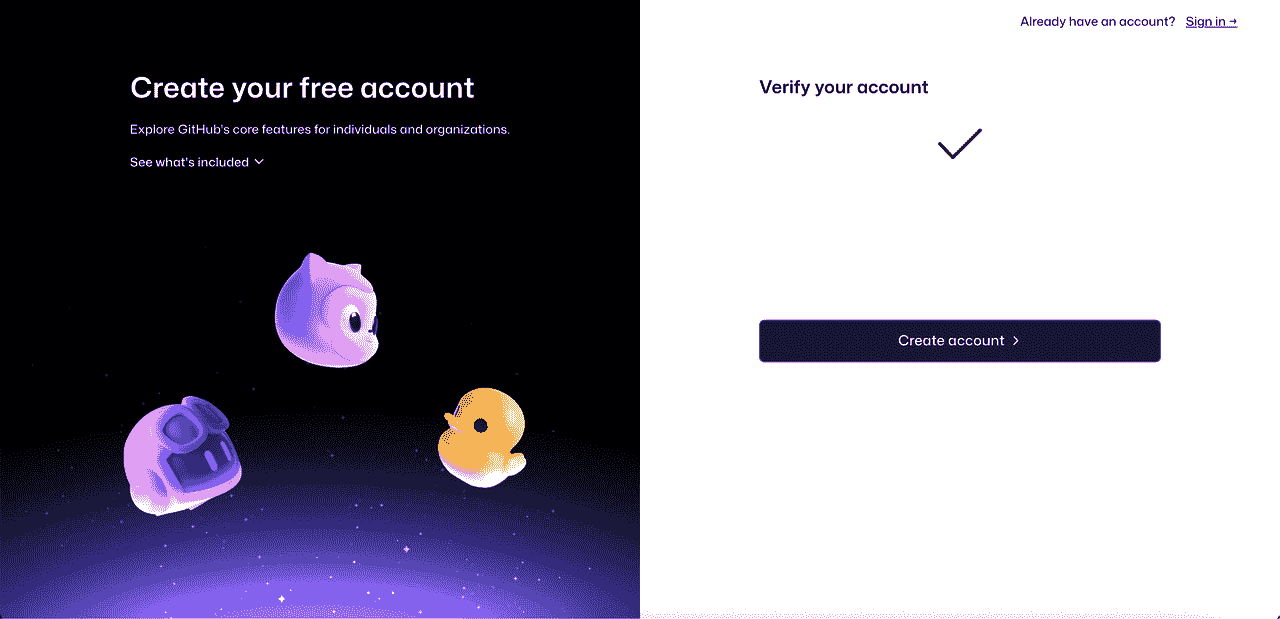 Create your free account
Explore GitHub's core features for individuals and organizations.
See what's included
Already have an account? Sign in →
Verify your account
Create account